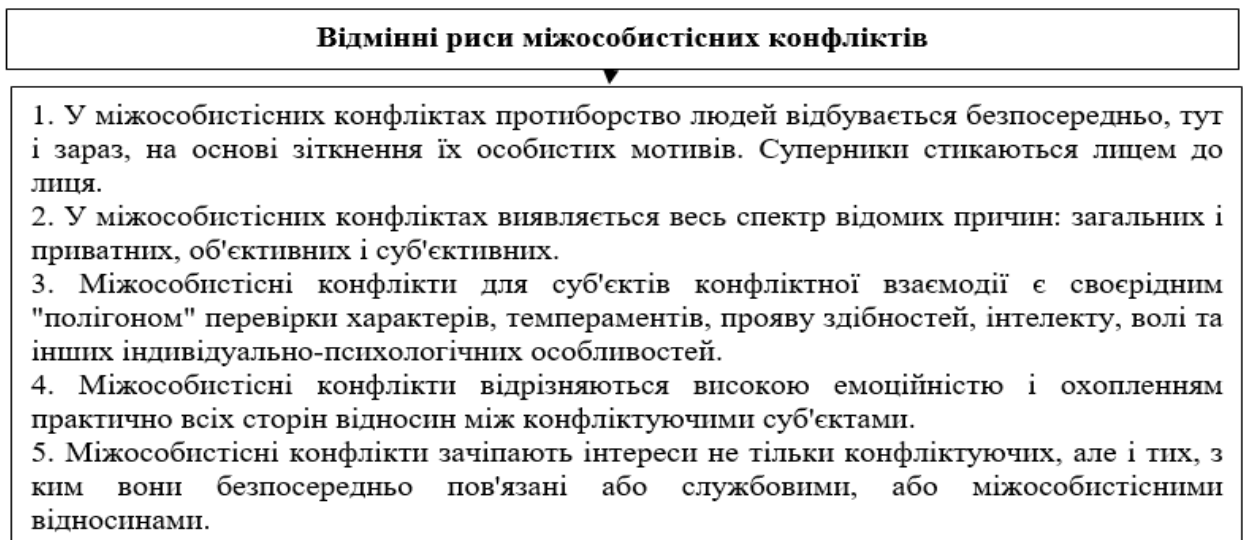 Відмінні риси міжособистісних конфліктів
1. У міжособистісних конфліктах протиборство людей відбувається безпосередньо, тут
і зараз, на основі зіткнення їх особистих мотивів. Суперники стикаються лицем до
лиця.
2. У міжособистісних конфліктах виявляється весь спектр відомих причин: загальних і
приватних, об'єктивних і суб'єктивних.
3. Міжособистісні конфлікти для суб'єктів конфліктної взаємодії є своєрідним
"полігоном" перевірки характерів, темпераментів, прояву здібностей, інтелекту, волі та
інших індивідуально-психологічних особливостей.
4. Міжособистісні конфлікти відрізняються високою емоційністю і охопленням
практично всіх сторін відносин між конфліктуючими суб'єктами.
5. Міжособистісні конфлікти зачіпають інтереси не тільки конфліктуючих, але і тих, з
ким вони безпосередньо пов'язані або службовими, або міжособистісними
відносинами.